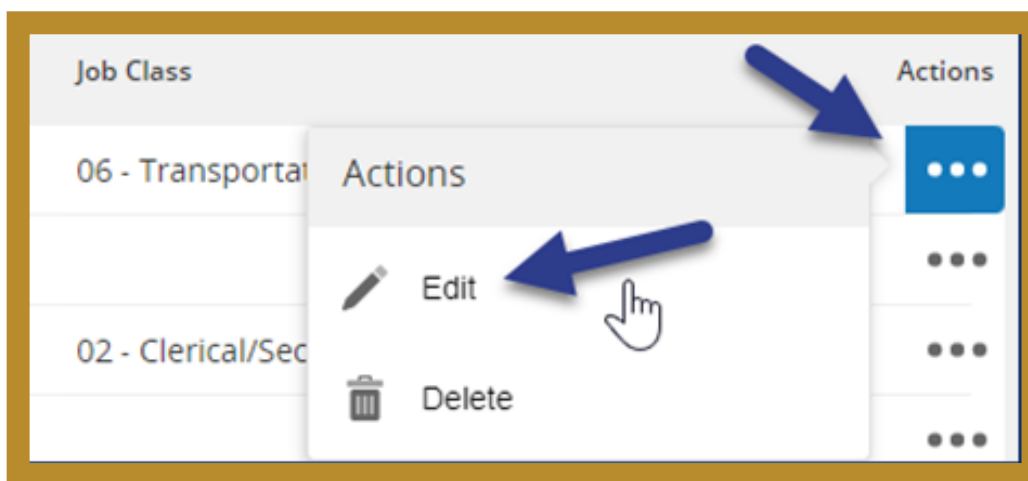 Job Class Actions
06 - Transportat
Actions
Edit
02 - Clerical/Sec
Delete